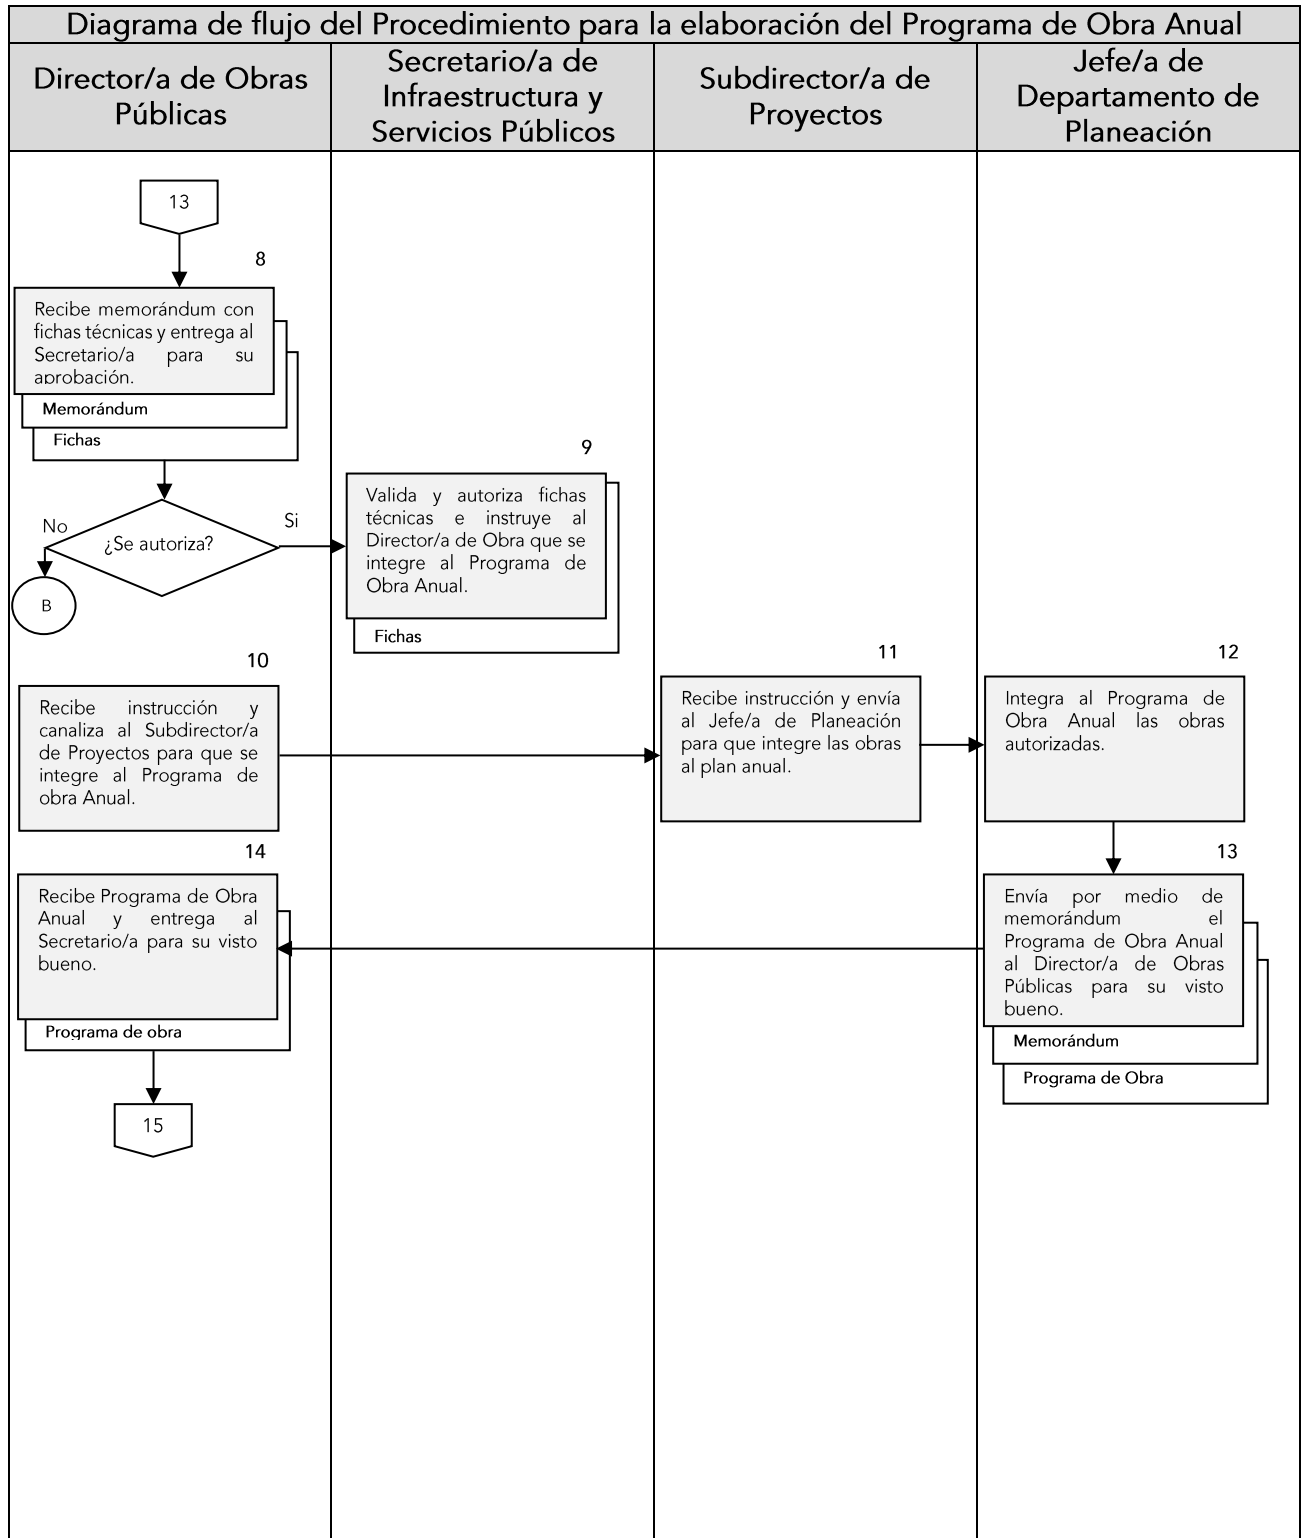 Diagrama de flujo del Procedimiento para la elaboración del Programa de Obra Anual
Director/a de Obras
Públicas
Secretario/a de
Infraestructura y
Servicios Públicos
Subdirector/a de
Proyectos
Jefe/a de
Departamento de
Planeación
13
8
Recibe memorándum con
fichas técnicas y entrega al
Secretario/a para su
aprobación.
Memorándum
Fichas
¿Se autoriza?
No
Si
B
9
Valida y autoriza fichas
técnicas e instruye al
Director/a de Obra que se
integre al Programa de
Obra Anual.
Fichas
10
Recibe instrucción y
canaliza al Subdirector/a
de Proyectos para que se
integre al Programa de
obra Anual.
11
Recibe instrucción y envía
al Jefe/a de Planeación
para que integre las obras
al plan anual.
12
Integra al Programa de
Obra Anual las obras
autorizadas.
13
Envía por medio de
memorándum el
Programa de Obra Anual
al Director/a de Obras
Públicas para su visto
bueno.
Memorándum
Programa de Obra
14
Recibe Programa de Obra
Anual y entrega al
Secretario/a para su visto
bueno.
Programa de obra
15